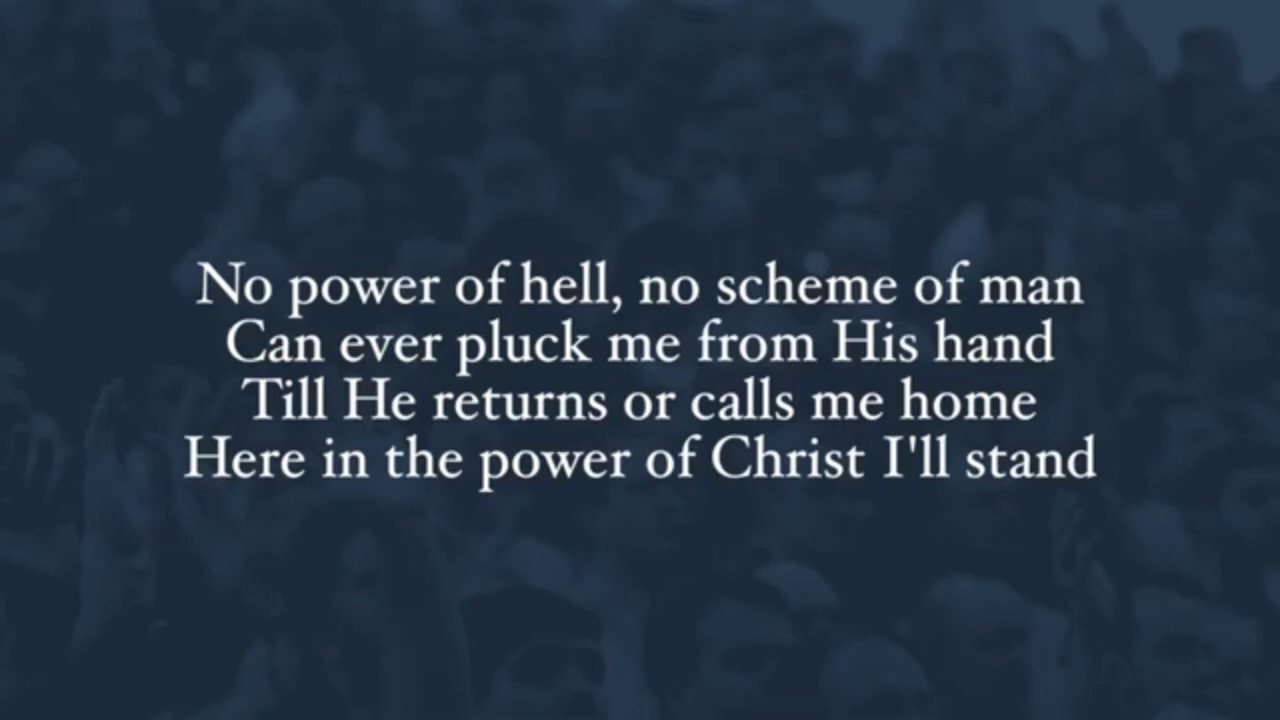 No power of hell, no scheme of man
Can ever pluck me from His hand
Till He returns or calls me home
Here in the power of Christ I'll stand